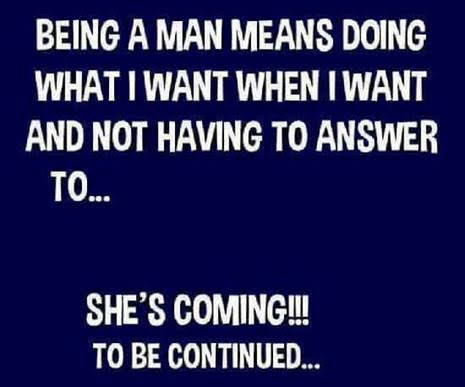 BEING A MAN MEANS DOING
WHAT I WANT WHEN I WANT
AND NOT HAVING TO ANSWER
TO...
SHE'S COMING!!!
TO BE CONTINUED...